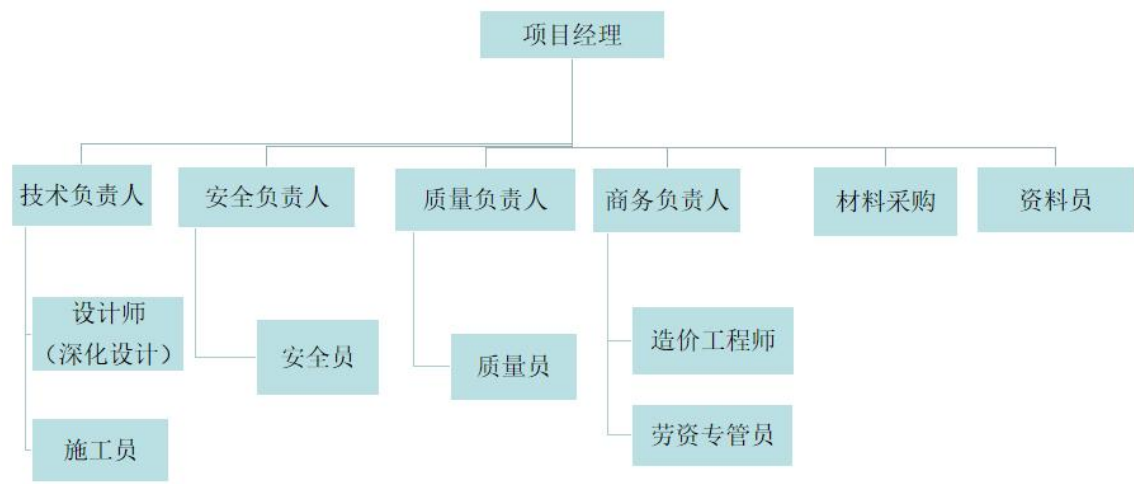 项目经理
技术负责人
安全负责人
质量负责人
商务负责人
材料采购
资料员
设计师
（深化设计）
施工员
安全员
质量员
造价工程师
劳资专管员